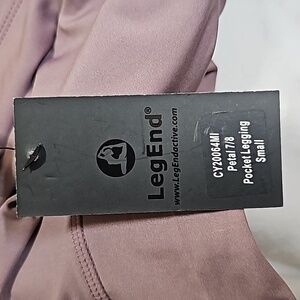 LegEnd®
www.LegEndactive.com
CY20064MI
Petal 7/8
Pocket Legging
Small